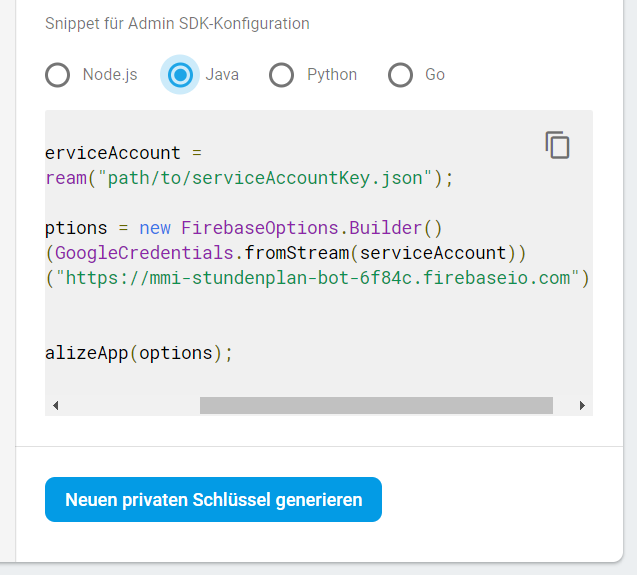 Snippet für Admin SDK-Konfiguration
Node.js Java Python Go
erviceAccount =
ream("path/to/serviceAccountKey.json");
ptions = new FirebaseOptions.Builder()
(GoogleCredentials.fromStream(serviceAccount))
("https://mmi-stundenplan-bot-6f84c.firebaseio.com")
alizeApp(options);
Neuen privaten Schlüssel generieren